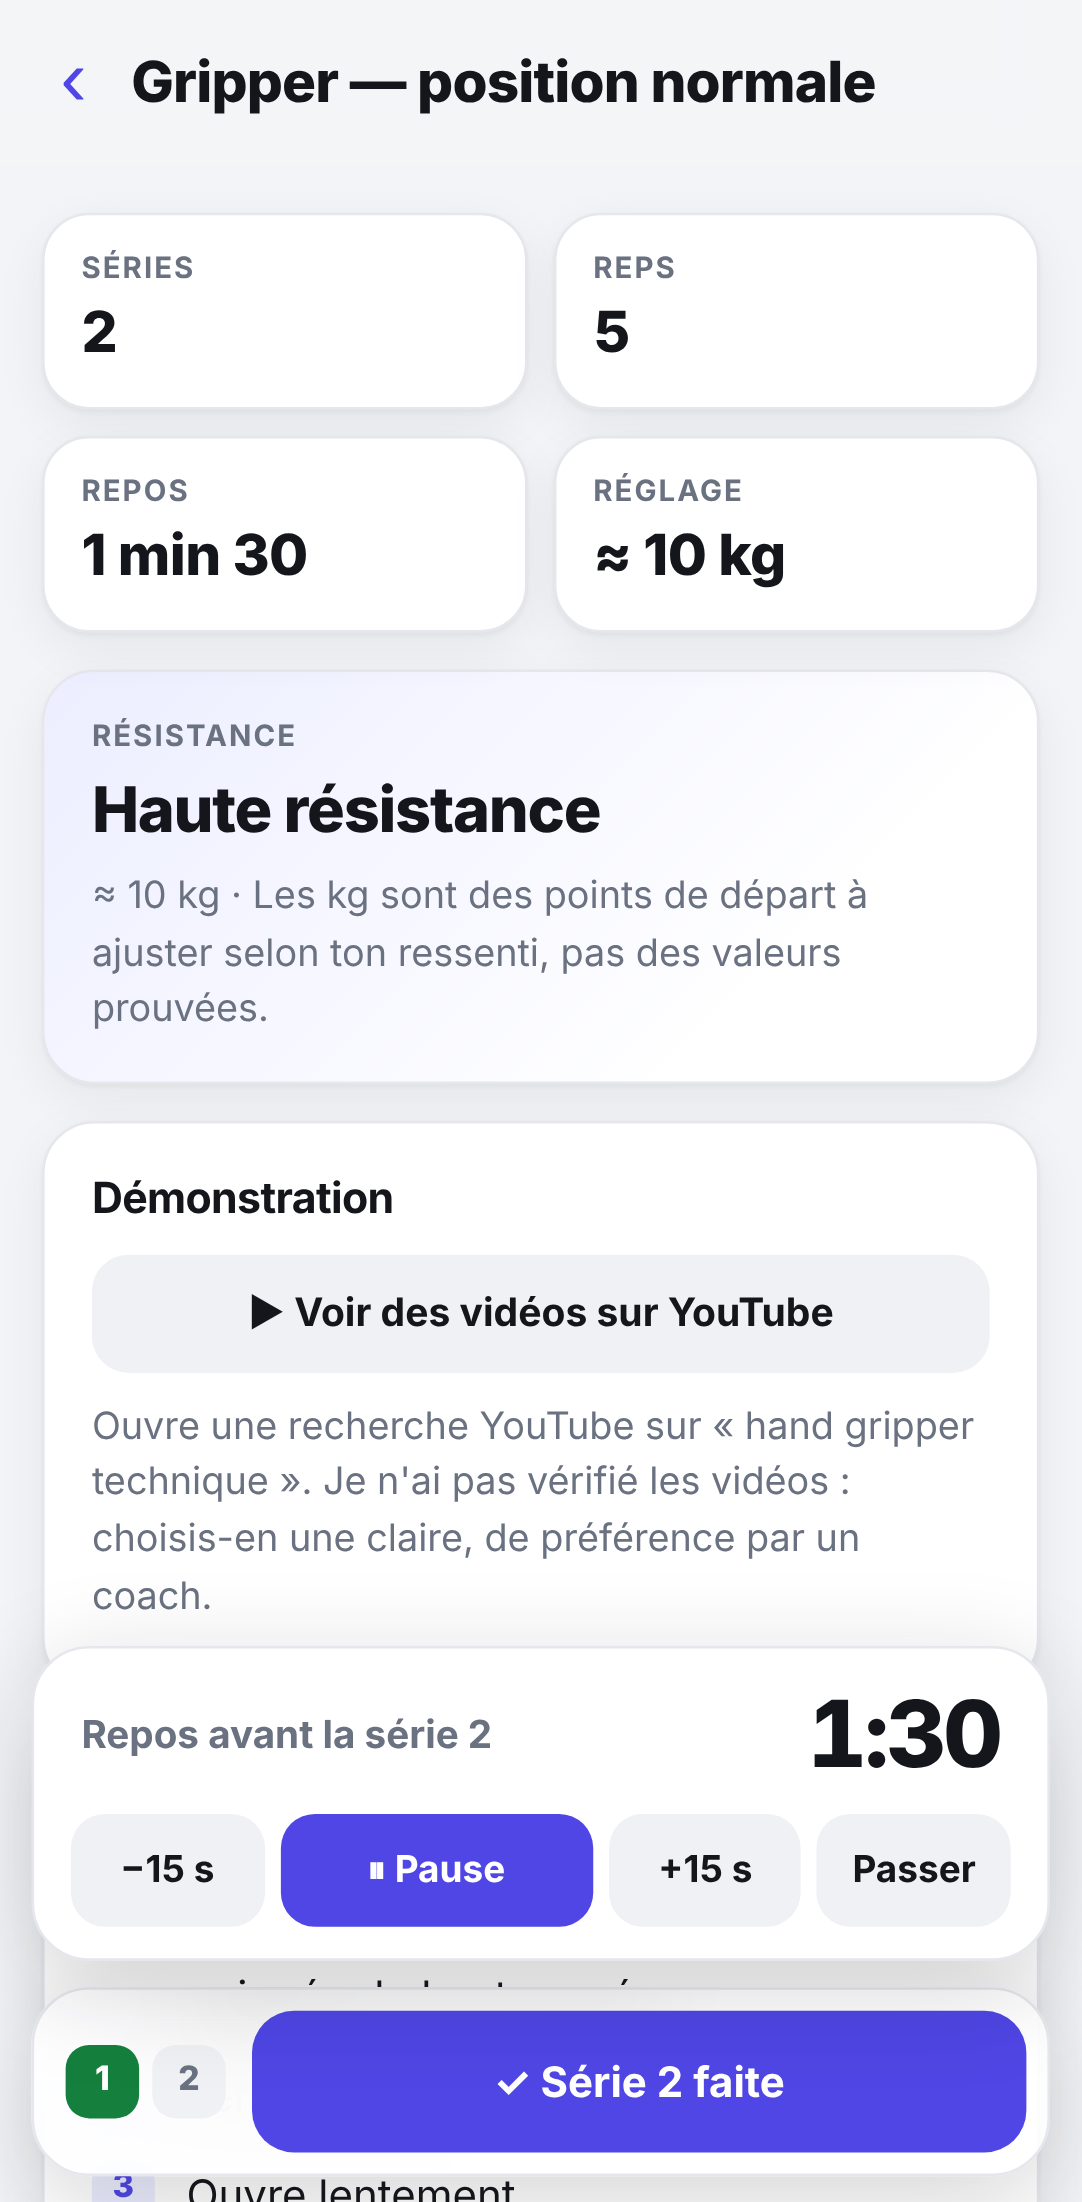 Gripper — position normale
SÉRIES
2
REPS
5
REPOS
1 min 30
RÉGLAGE
≈ 10 kg
RÉSISTANCE
Haute résistance
≈ 10 kg · Les kg sont des points de départ à
ajuster selon ton ressenti, pas des valeurs
prouvées.
Démonstration
▶ Voir des vidéos sur YouTube
Ouvre une recherche YouTube sur « hand gripper
technique ». Je n'ai pas vérifié les vidéos :
choisis-en une claire, de préférence par un
coach.
Repos avant la série 2
1:30
−15 s
⏸ Pause
+15 s
Passer
1
2
✓ Série 2 faite
3
Ouvre lentement